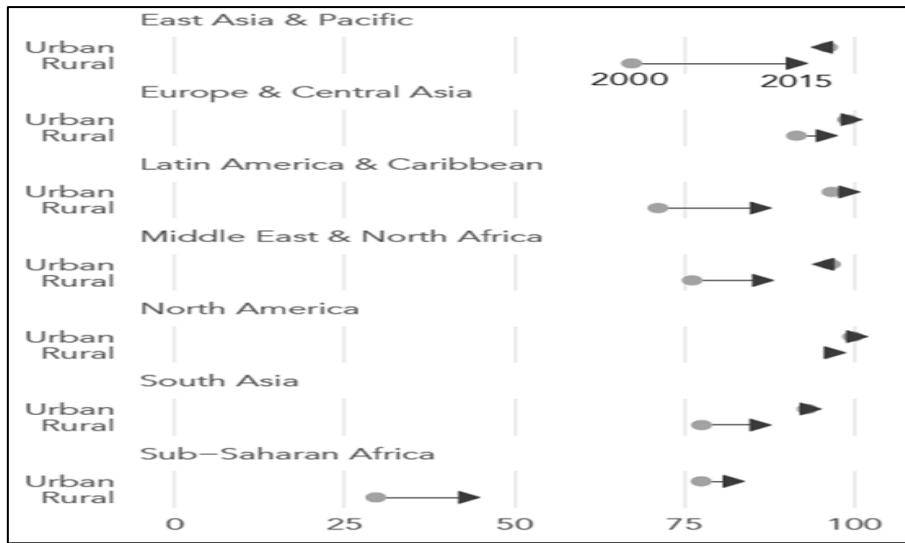 East Asia & Pacific
Urban
Rural
2000 2015
Europe & Central Asia
Urban
Rural
Latin America & Caribbean
Urban
Rural
Middle East & North Africa
Urban
Rural
North America
Urban
Rural
South Asia
Urban
Rural
Sub-Saharan Africa
Urban
Rural
0 25 50 75 100